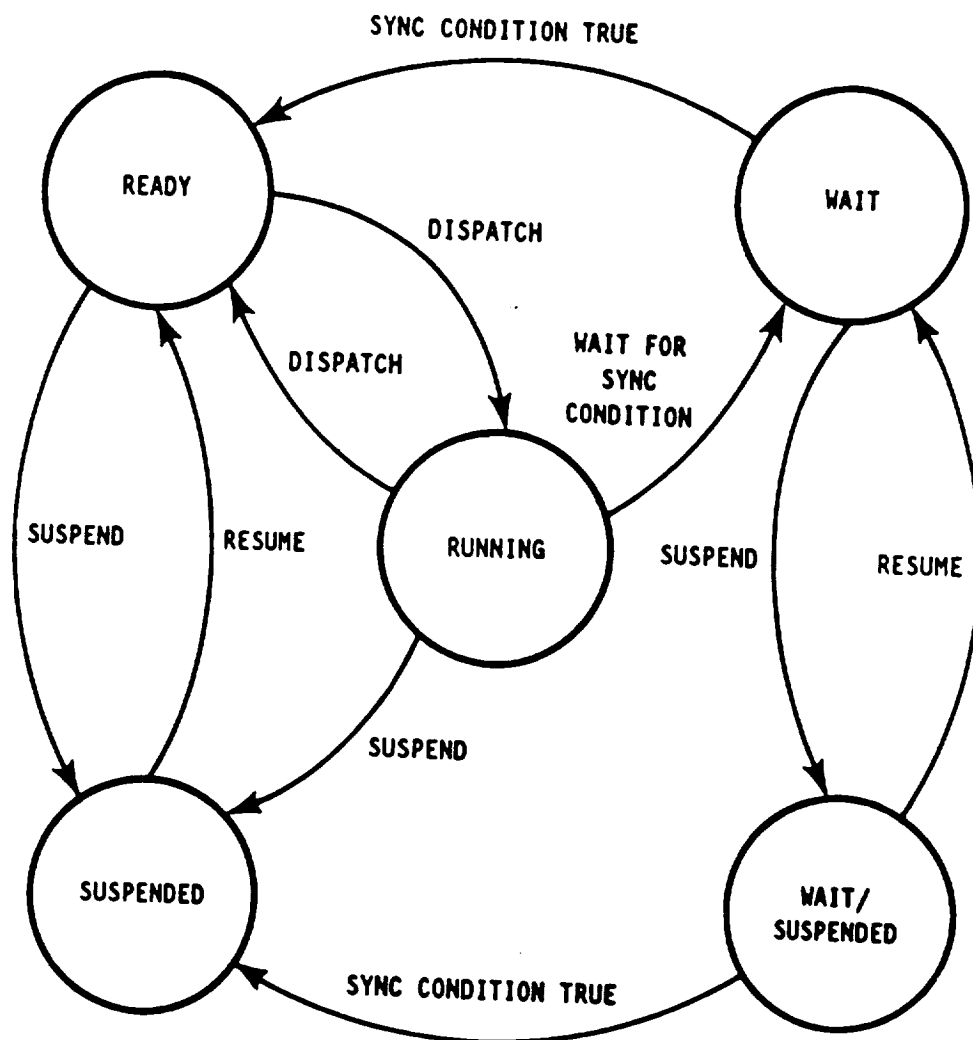 SYNC CONDITION TRUE
READY
WAIT
DISPATCH
DISPATCH
WAIT FOR
SYNC
CONDITION
SUSPEND
RESUME
RUNNING
SUSPEND
RESUME
SUSPEND
SUSPENDED
WAIT/
SUSPENDED
SYNC CONDITION TRUE